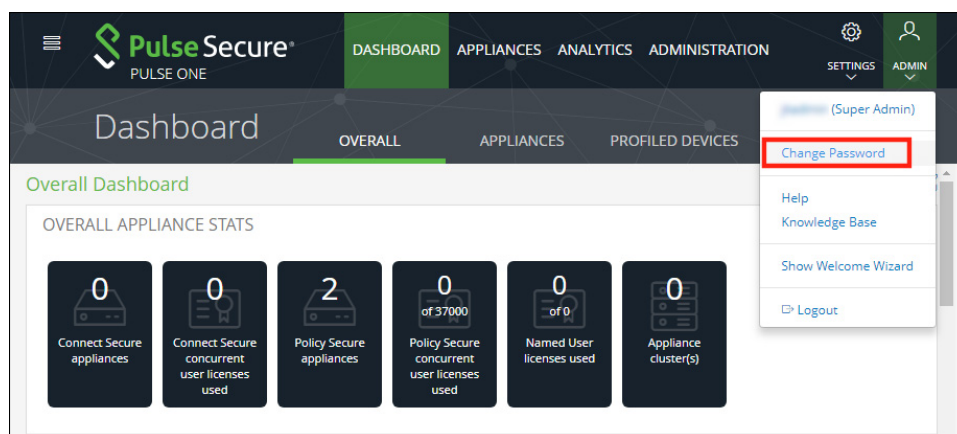 Pulse Secure®
PULSE ONE
DASHBOARD
APPLIANCES
ANALYTICS
ADMINISTRATION
SETTINGS
ADMIN
Dashboard
OVERALL
APPLIANCES
PROFILED DEVICES
(Super Admin)
Change Password
Help
Knowledge Base
Show Welcome Wizard
Logout
Overall Dashboard
OVERALL APPLIANCE STATS
0
Connect Secure
appliances
0
Connect Secure
concurrent
user licenses
used
2
Policy Secure
appliances
0
of 37000
Policy Secure
concurrent
user licenses
used
0
of 0
Named User
licenses used
0
Appliance
cluster(s)